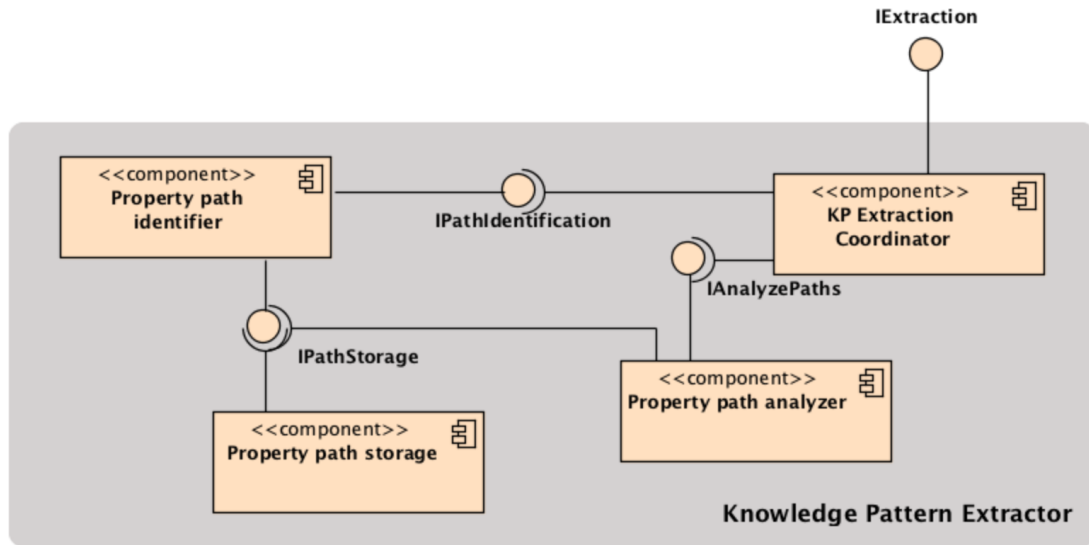 IExtraction
<<component>>
Property path
identifier
IPathIdentification
<<component>>
KP Extraction
Coordinator
IAnalyzePaths
IPathStorage
<<component>>
Property path analyzer
<<component>>
Property path storage
Knowledge Pattern Extractor